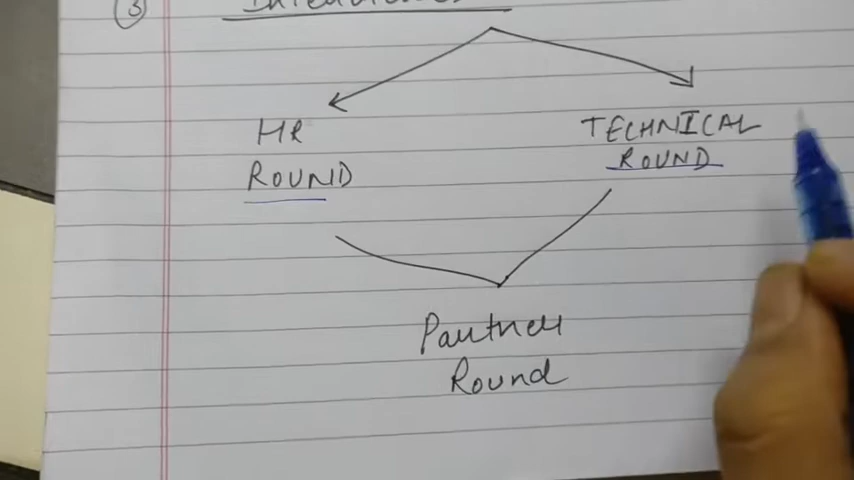 3
HR
ROUND
TECHNICAL
ROUND
Partner
Round